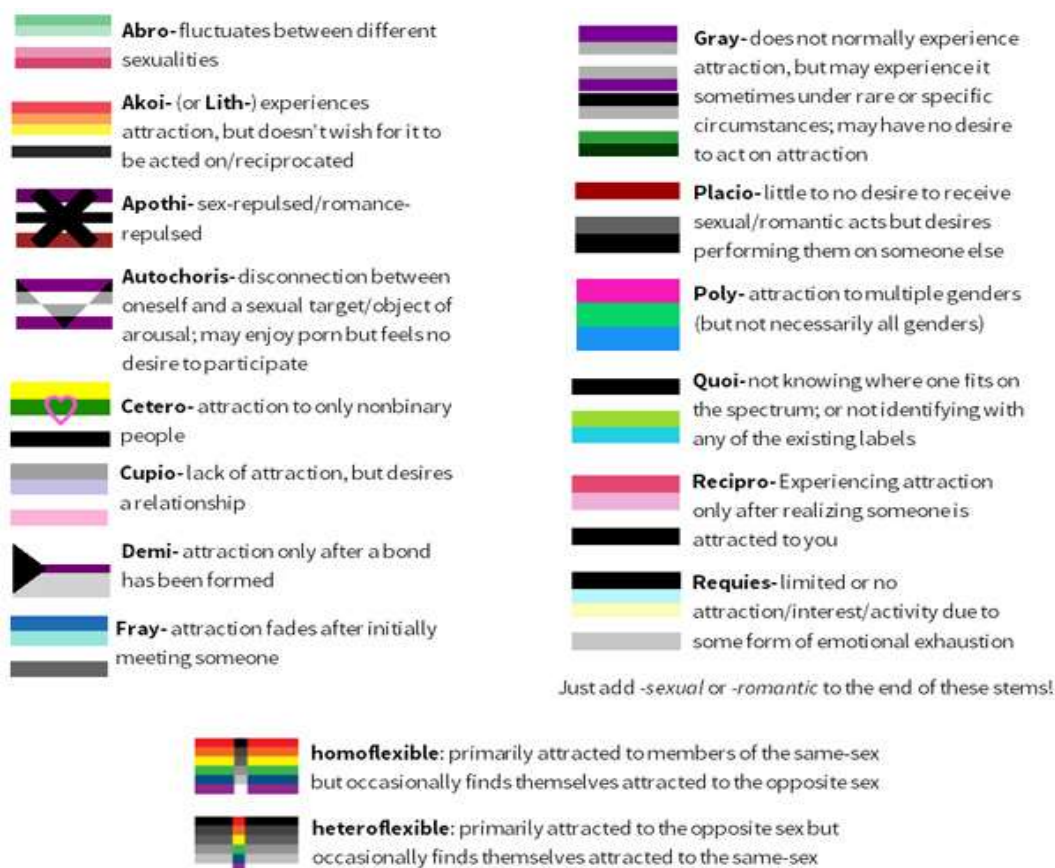 Abro- fluctuates between different
sexualities
Akoi- (or Lith-) experiences
attraction, but doesn't wish for it to
be acted on/reciprocated
Apothi- sex-repulsed/romance-
repulsed
Autochoris- disconnection between
oneself and a sexual target/object of
arousal; may enjoy porn but feels no
desire to participate
Cetero- attraction to only nonbinary
people
Cupio- lack of attraction, but desires
a relationship
Demi- attraction only after a bond
has been formed
Fray- attraction fades after initially
meeting someone
Gray- does not normally experience
attraction, but may experience it
sometimes under rare or specific
circumstances; may have no desire
to act on attraction
Placio- little to no desire to receive
sexual/romantic acts but desires
performing them on someone else
Poly- attraction to multiple genders
(but not necessarily all genders)
Quoi- not knowing where one fits on
the spectrum; or not identifying with
any of the existing labels
Recipro- Experiencing attraction
only after realizing someone is
attracted to you
Requies- limited or no
attraction/interest/activity due to
some form of emotional exhaustion
Just add -sexual or -romantic to the end of these stems!
homoflexible: primarily attracted to members of the same-sex
but occasionally finds themselves attracted to the opposite sex
heteroflexible: primarily attracted to the opposite sex but
occasionally finds themselves attracted to the same-sex